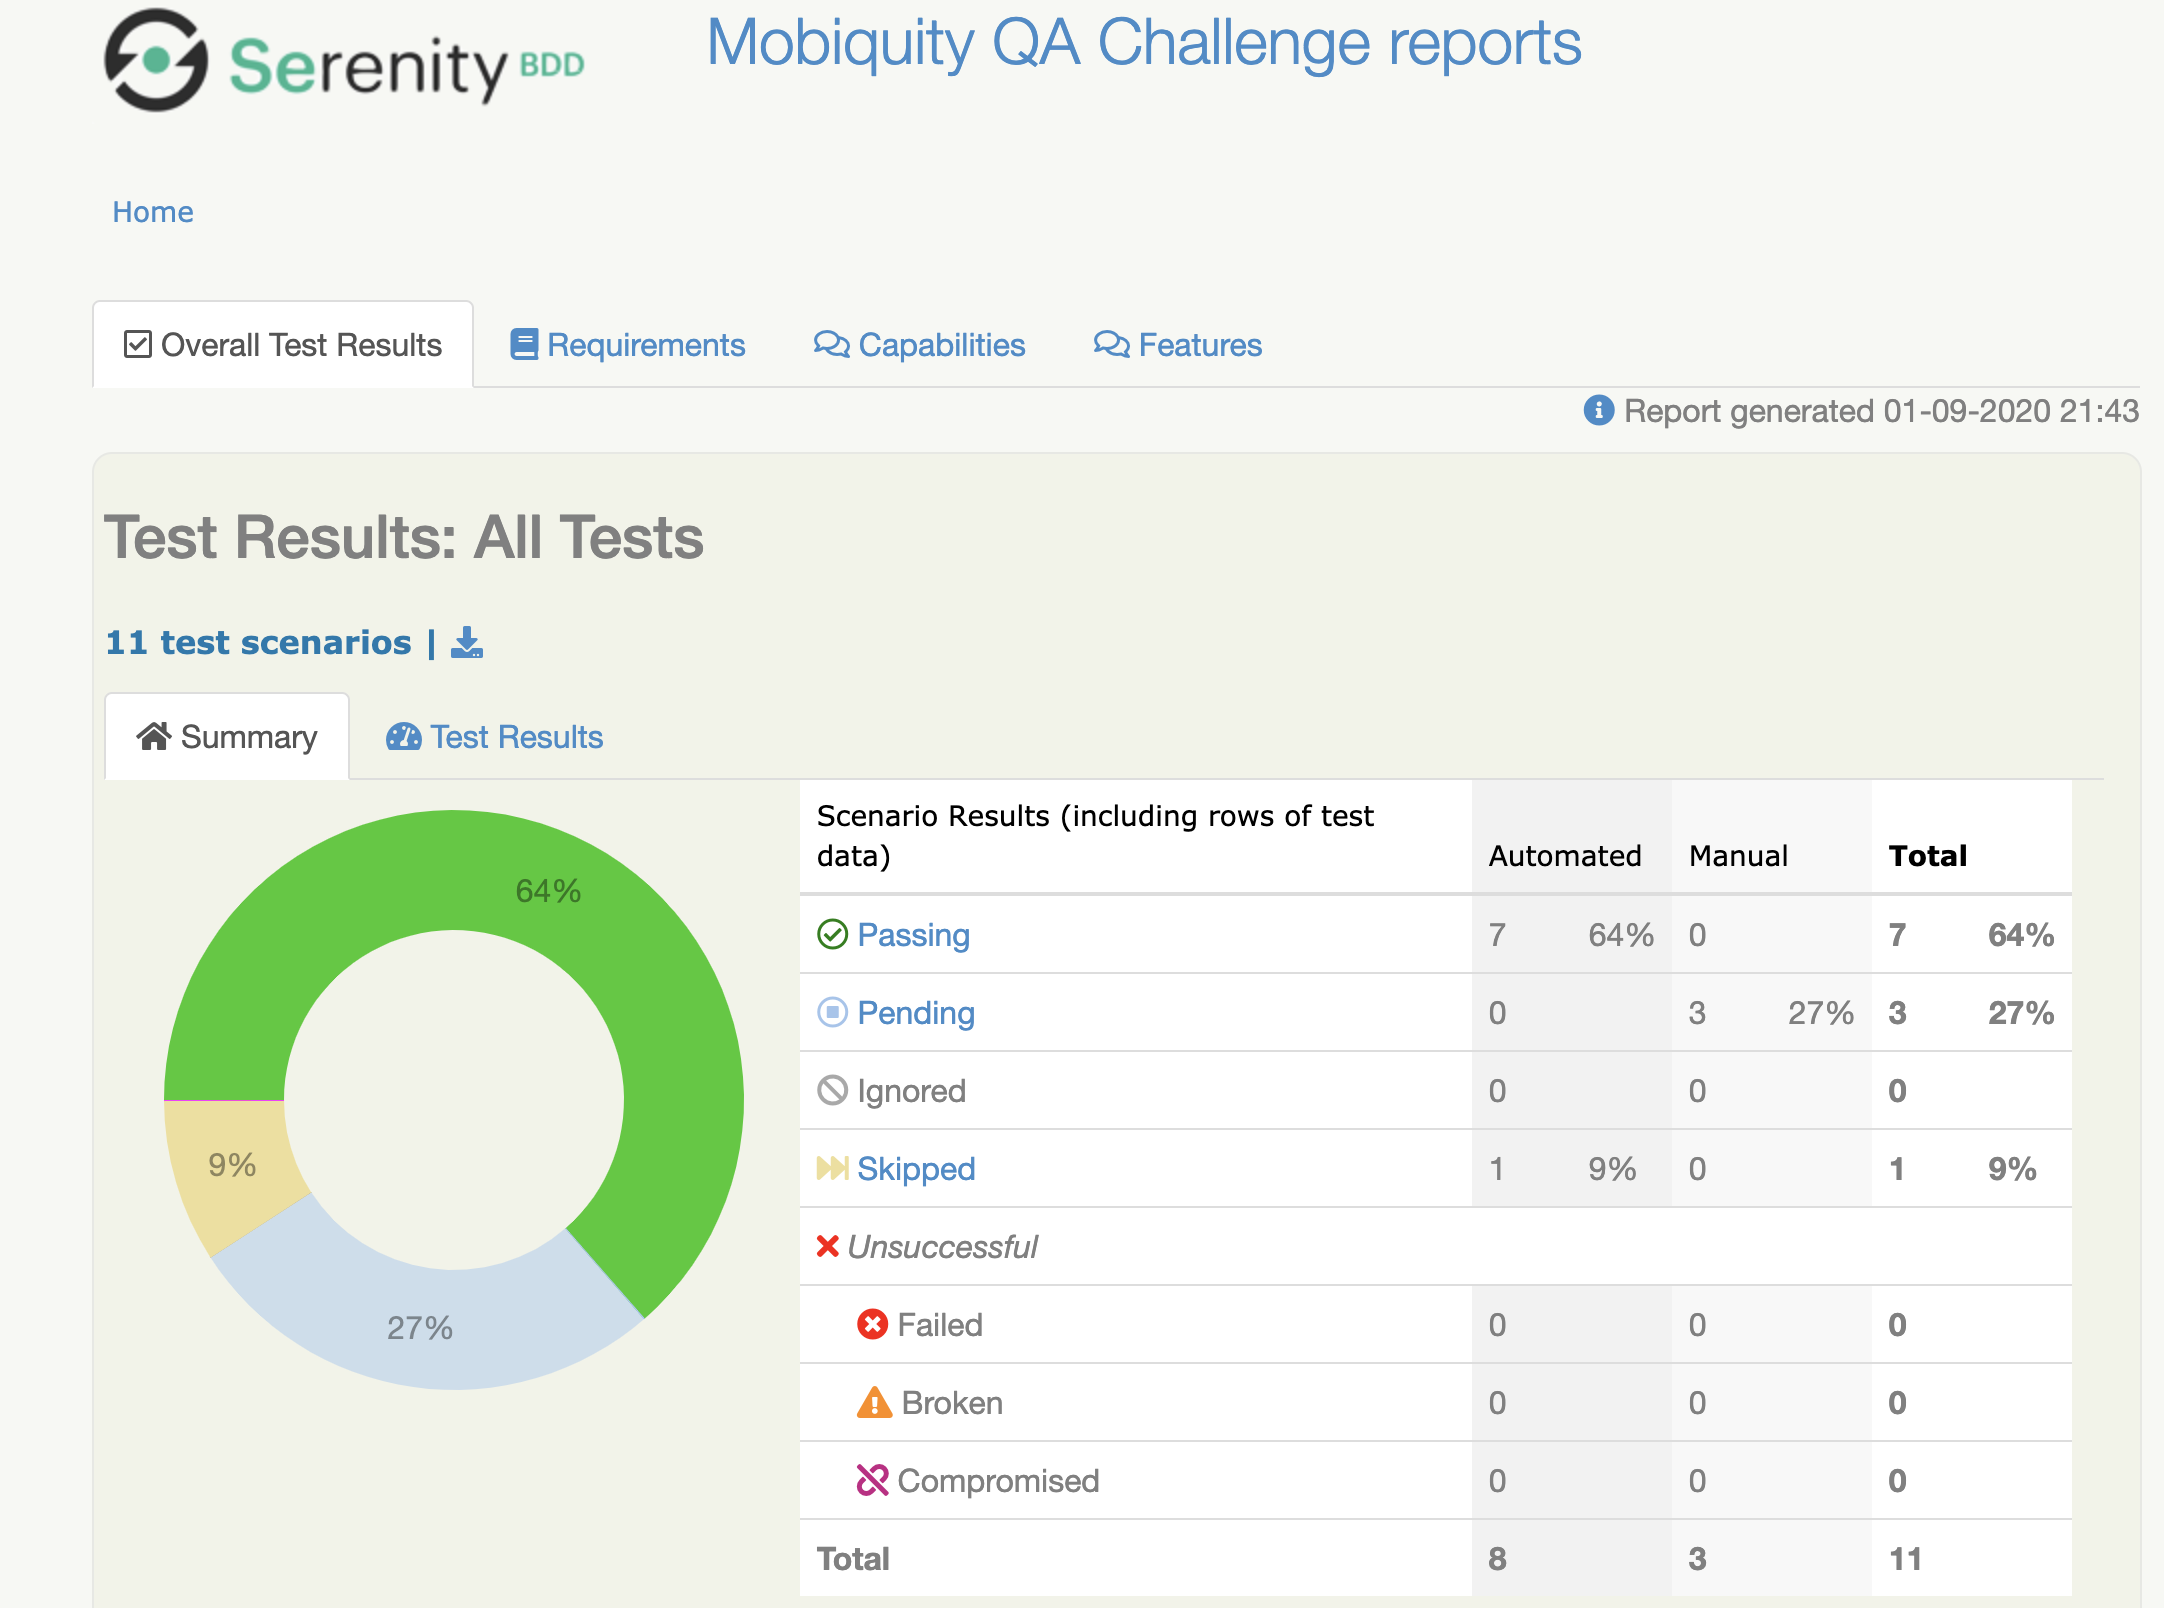 Serenity BDD
Mobiquity QA Challenge reports
Home
Overall Test Results
Requirements
Capabilities
Features
Report generated 01-09-2020 21:43
Test Results: All Tests
11 test scenarios |
Summary
Test Results
64%
9%
27%
Scenario Results (including rows of test
data)
Automated Manual Total
Passing 7 64% 0 7 64%
Pending 0 3 27% 3 27%
Ignored 0 0 0
Skipped 1 9% 0 1 9%
Unsuccessful
Failed 0 0 0
Broken 0 0 0
Compromised 0 0 0
Total 8 3 11